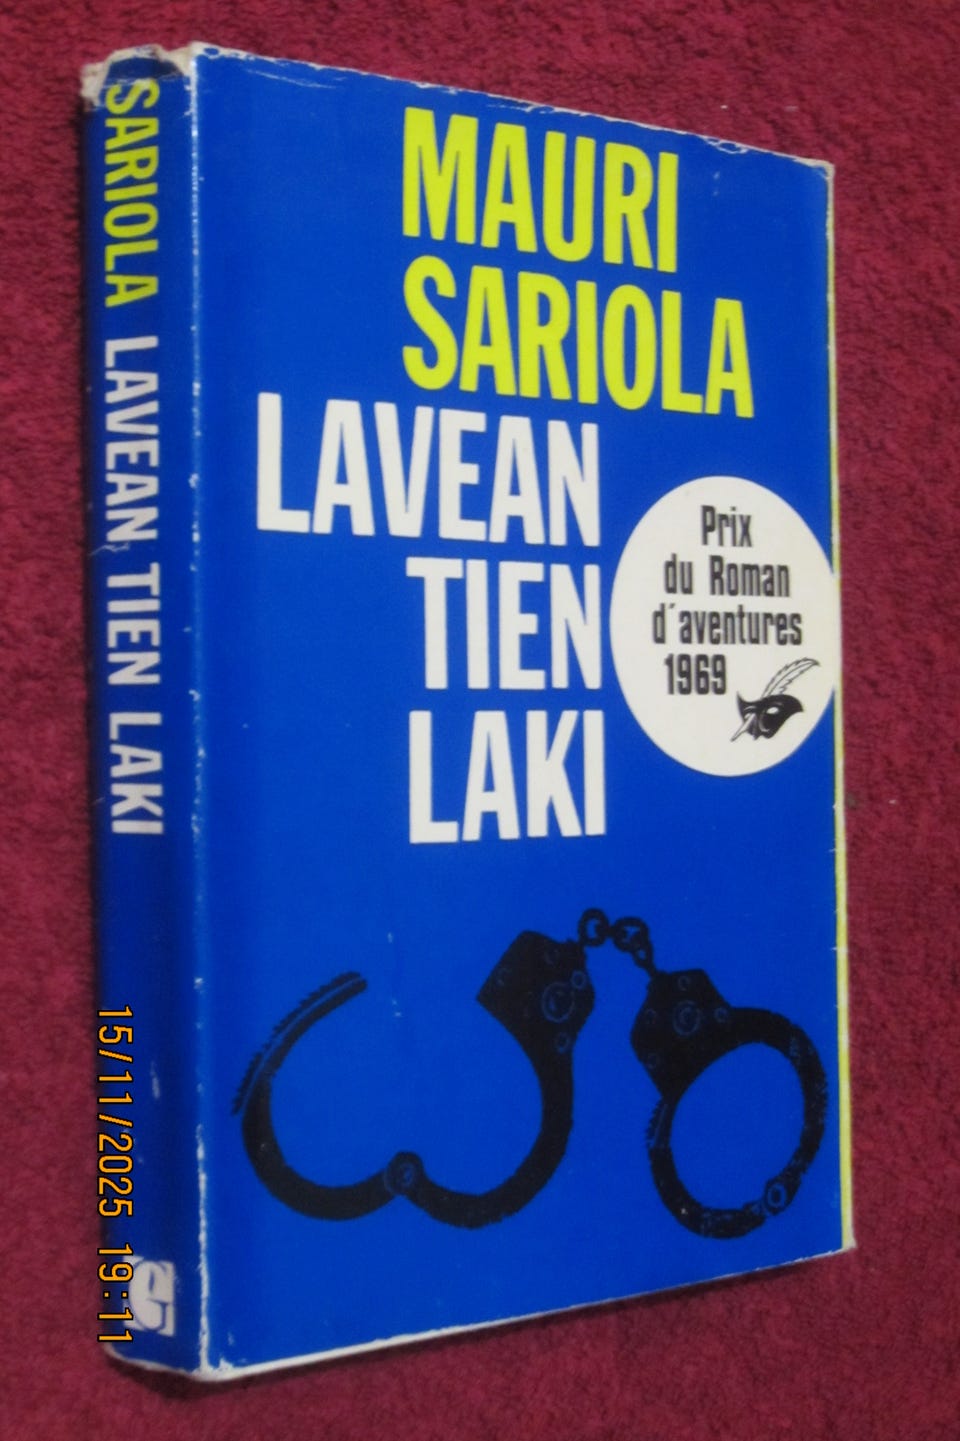 SARIOLA LAVEAN TIEN LAKI
MAURI
SARIOLA
LAVEAN
TIEN
LAKI
Prix
du Roman
d´aventures
1969
15/11/2025 19:11